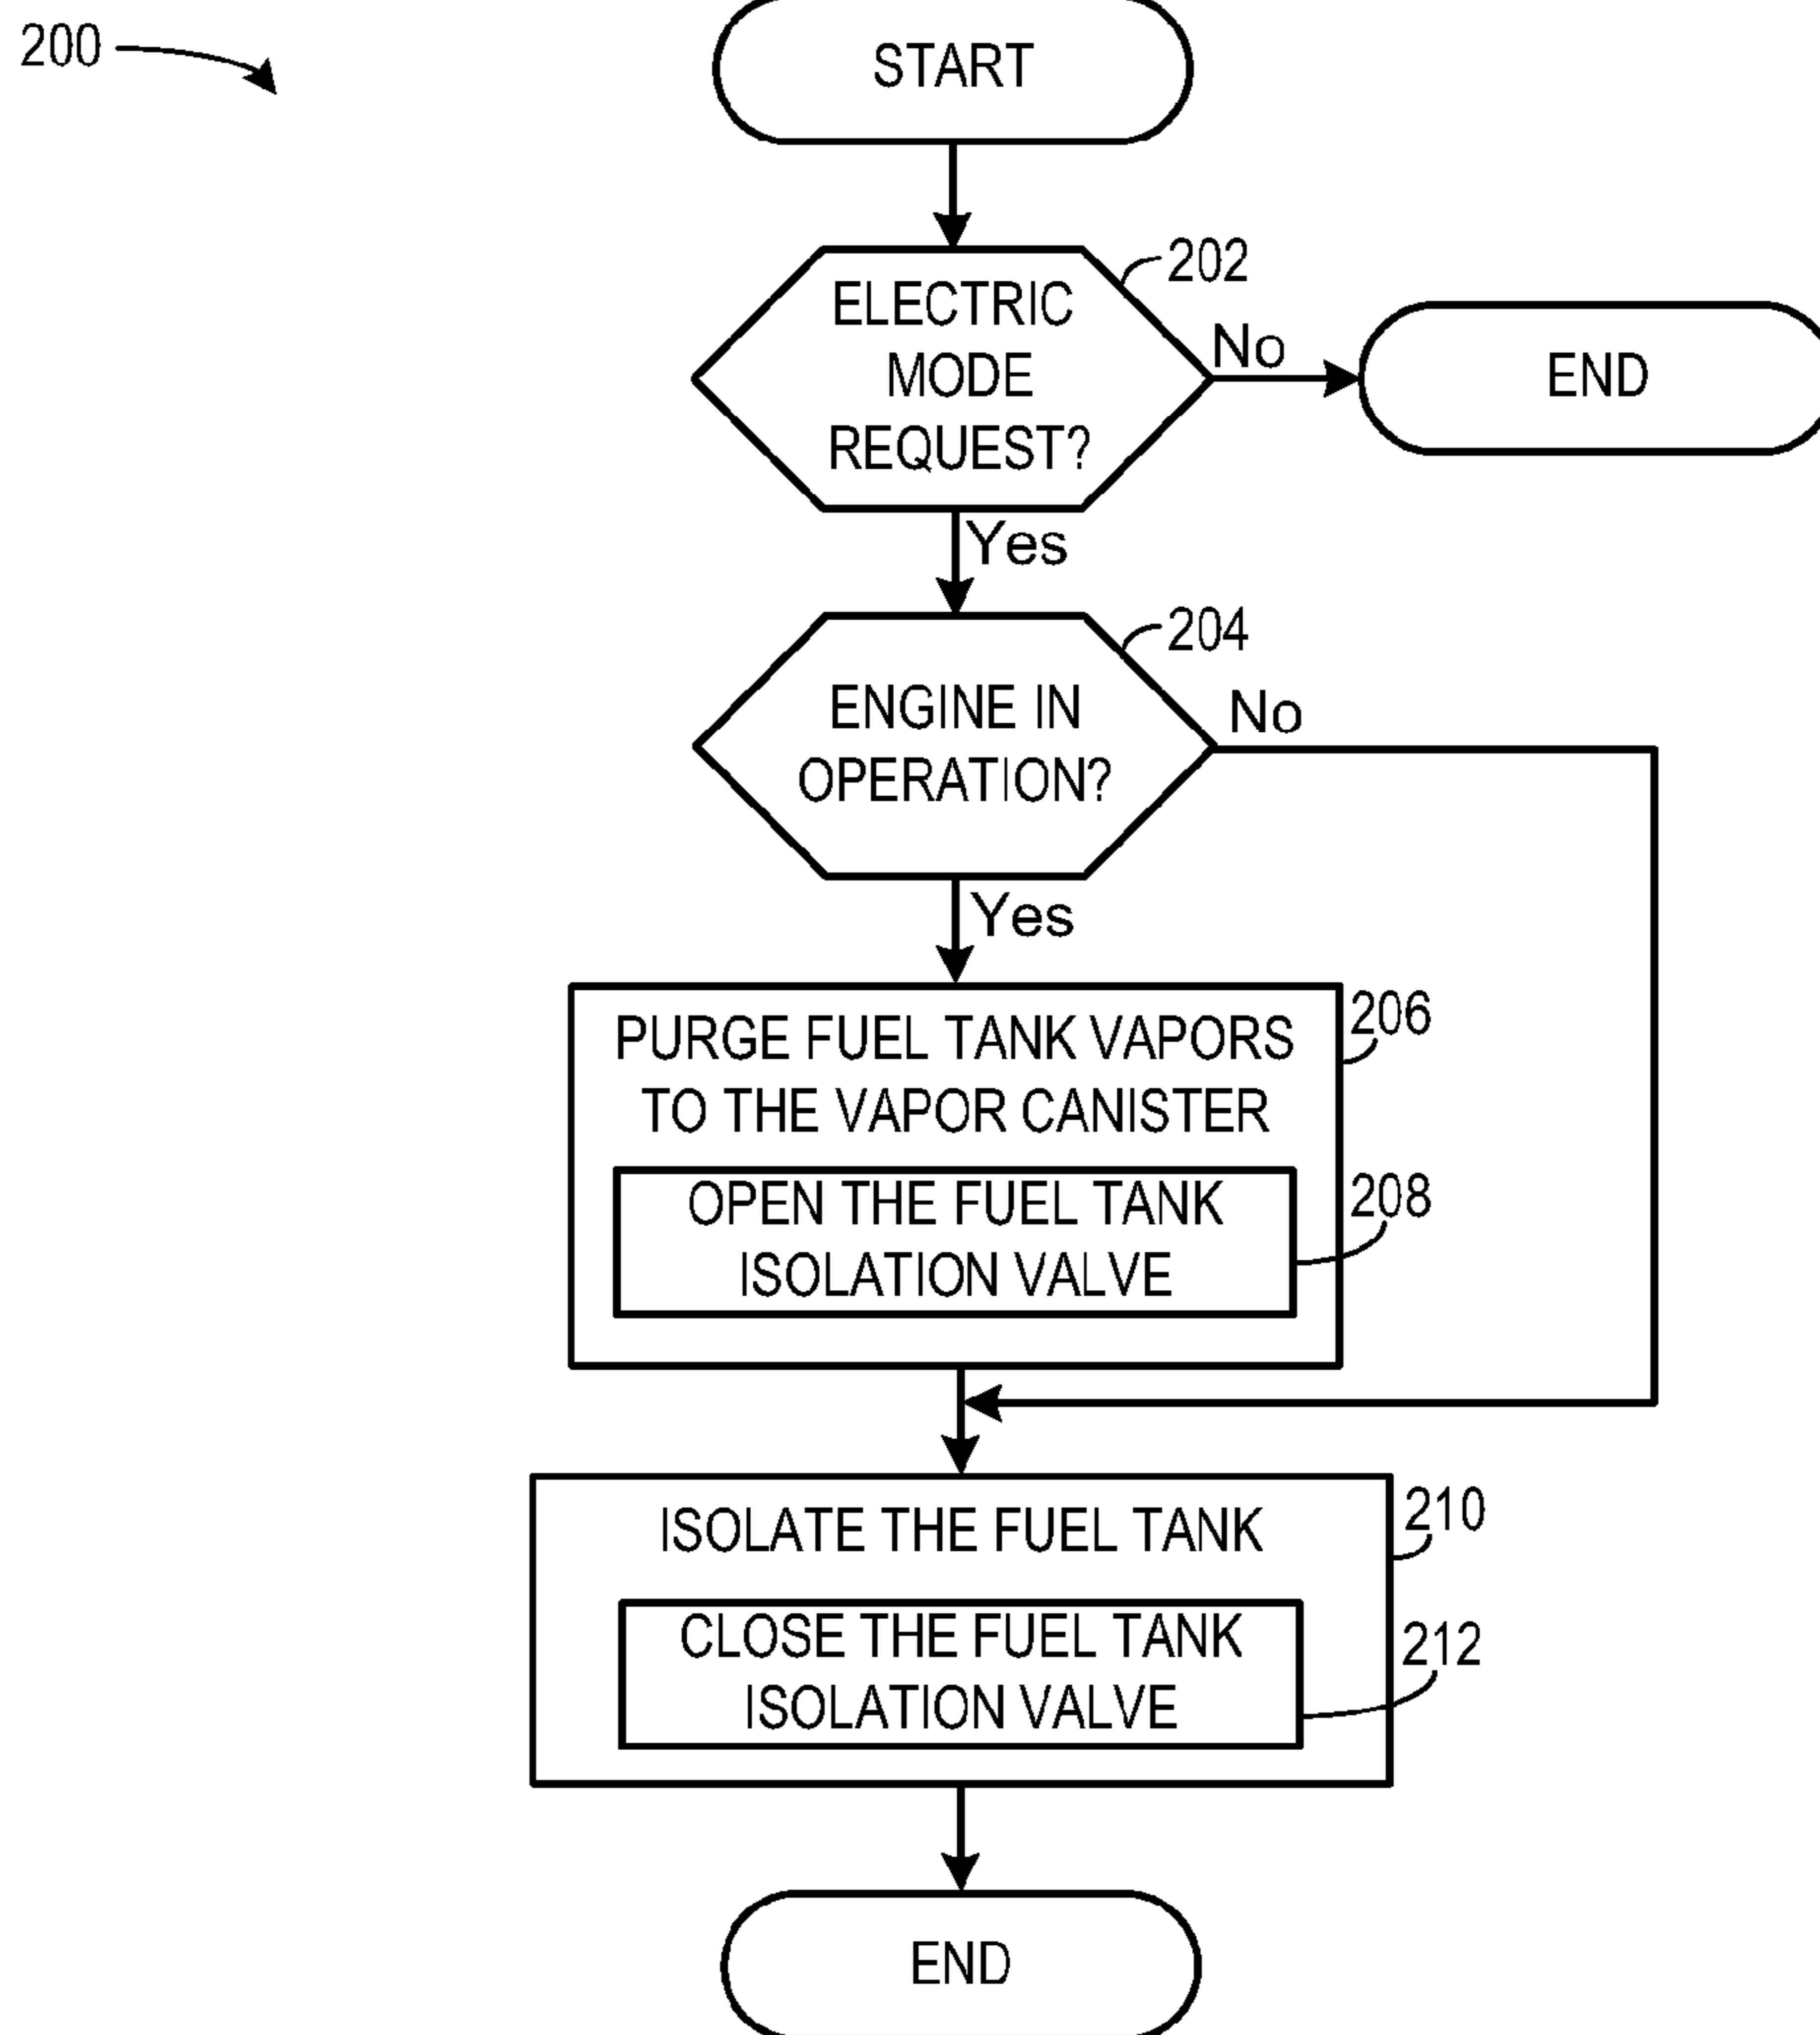 200
START
202
ELECTRIC
MODE
REQUEST?
No
END
Yes
204
ENGINE IN
OPERATION?
No
Yes
206
PURGE FUEL TANK VAPORS
TO THE VAPOR CANISTER
208
OPEN THE FUEL TANK
ISOLATION VALVE
210
ISOLATE THE FUEL TANK
212
CLOSE THE FUEL TANK
ISOLATION VALVE
END